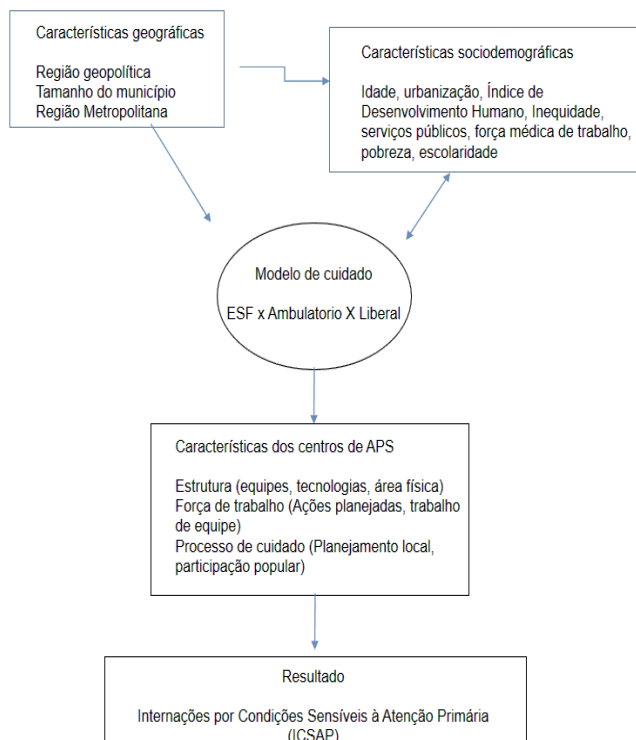 Características geográficas
Região geopolítica
Tamanho do município
Região Metropolitana
Características sociodemográficas
Idade, urbanização, Índice de
Desenvolvimento Humano, Inequidade,
serviços públicos, força médica de trabalho,
pobreza, escolaridade
Modelo de cuidado
ESF x Ambulatorio X Liberal
Características dos centros de APS
Estrutura (equipes, tecnologias, área física)
Força de trabalho (Ações planejadas, trabalho
de equipe)
Processo de cuidado (Planejamento local,
participação popular)
Resultado
Internações por Condições Sensíveis à Atenção Primária
(ICSAP)